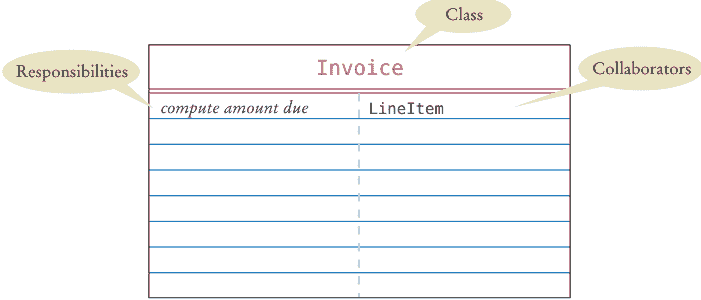 Class
Invoice
Responsibilities
Collaborators
compute amount due LineItem